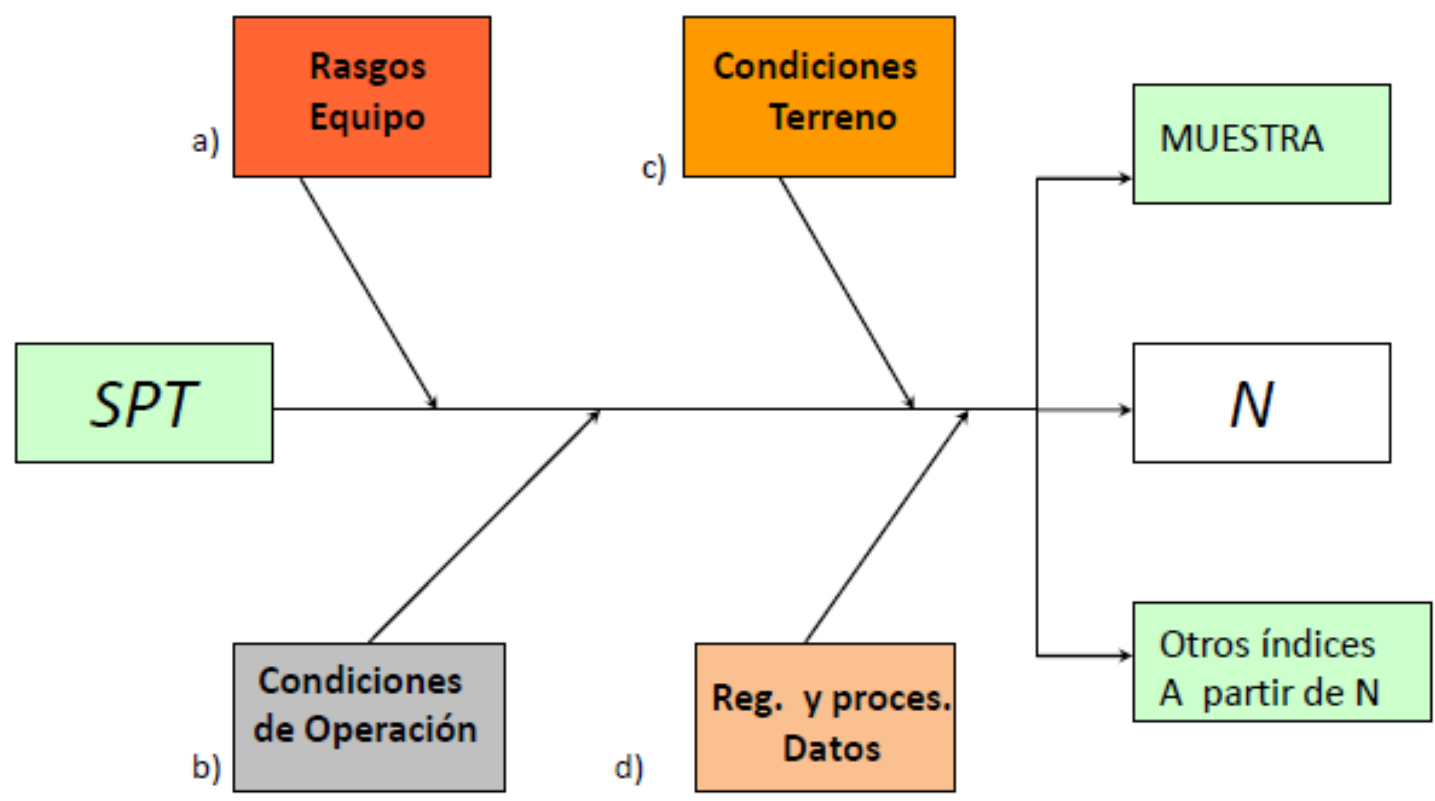 Rasgos
Equipo
a)
Condiciones
Terreno
c)
MUESTRA
SPT
N
Condiciones
de Operación
b)
Reg. y proces.
Datos
d)
Otros índices
A partir de N